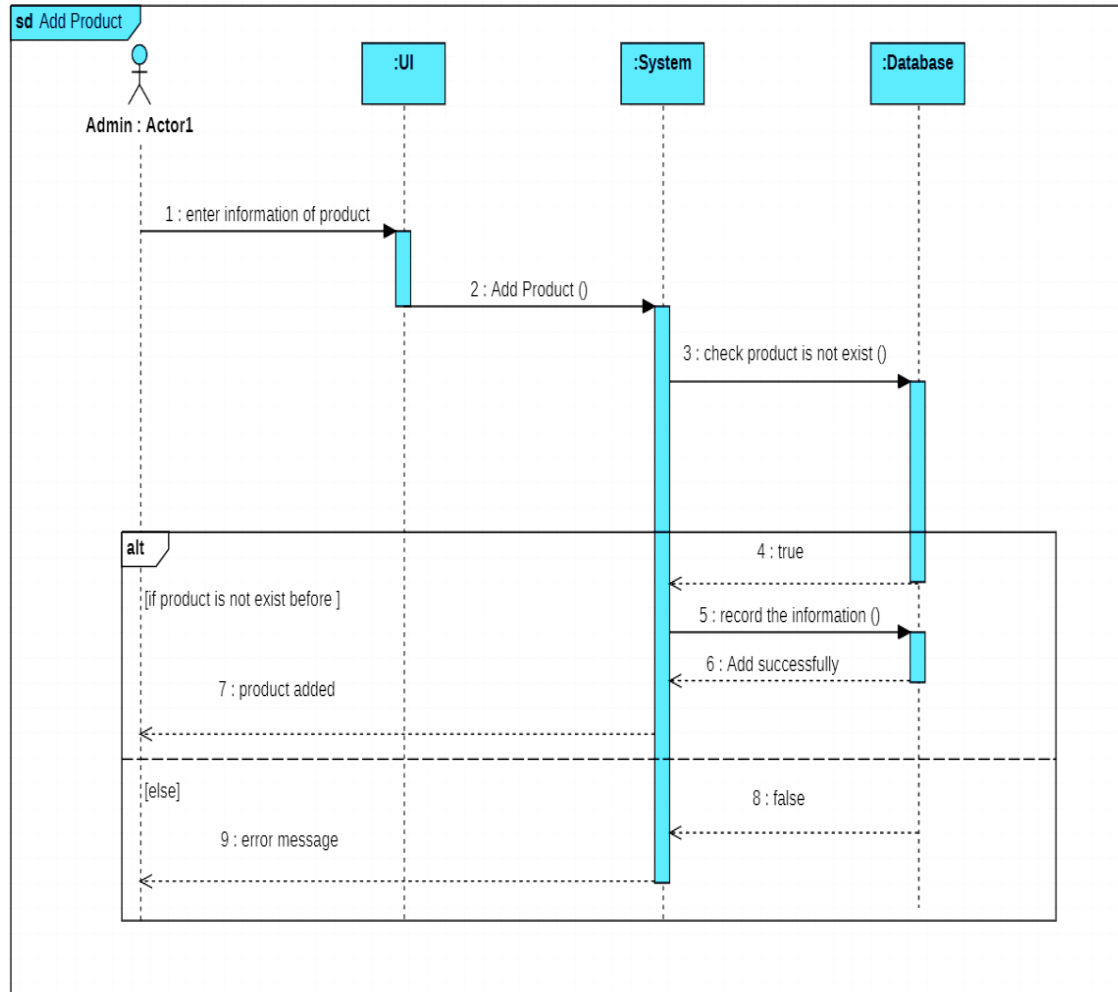 sd Add Product
:UI
:System
:Database
Admin : Actor1
1 : enter information of product
2 : Add Product ()
3 : check product is not exist ()
alt
4 : true
[if product is not exist before ]
5 : record the information ()
6 : Add successfully
7 : product added
[else]
8 : false
9 : error message